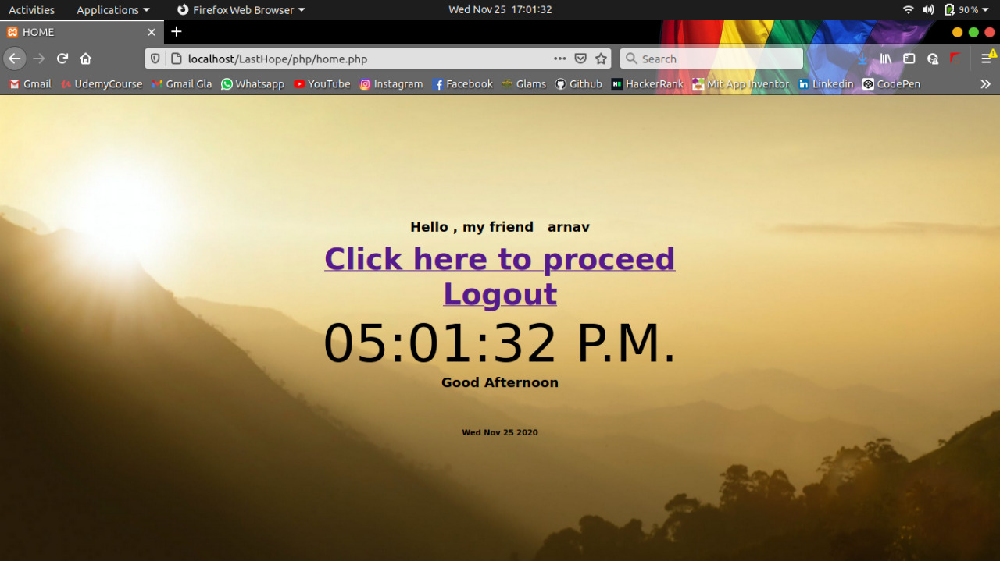 Activities Applications Firefox Web Browser Wed Nov 25 17:01:32 90 %
HOME
localhost/LastHope/php/home.php Search
Gmail UdemyCourse Gmail Gla Whatsapp YouTube Instagram Facebook Glams Github HackerRank Mit App Inventor Linkedin CodePen
Hello , my friend arnav
Click here to proceed
Logout
05:01:32 P.M.
Good Afternoon
Wed Nov 25 2020